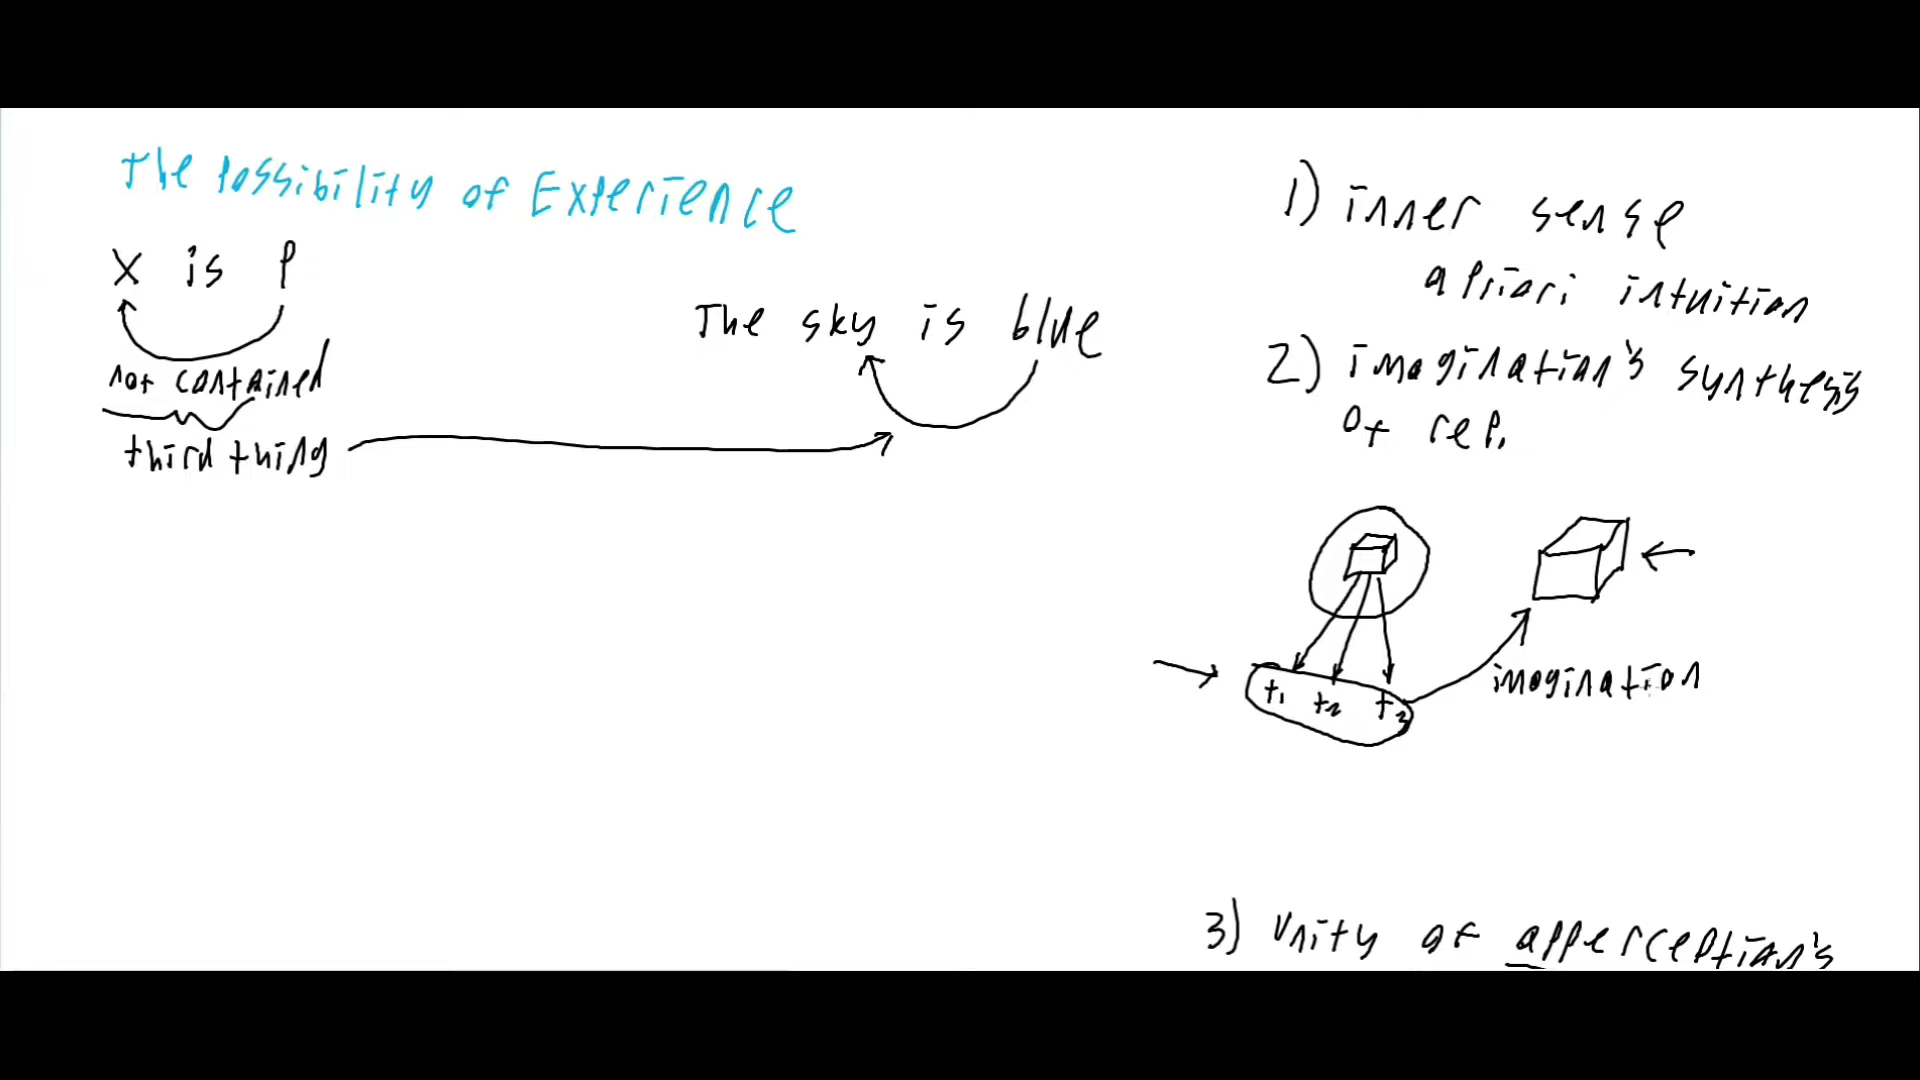 The Possibility of Experience
X is P
not contained
third thing
The sky is blue
1) inner sense
a priori intuition
2) imagination's synthesis
of rep.
t1 t2 t3
imagination
3) Unity of apperception's